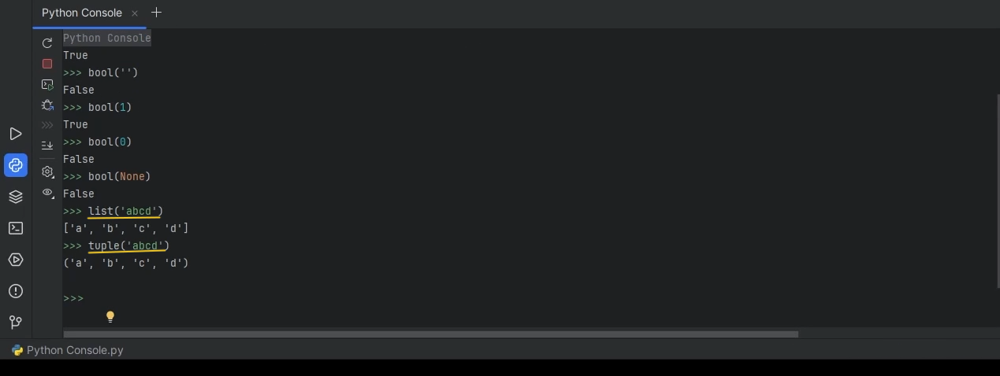 Python Console
Python Console
True
>>> bool('')
False
>>> bool(1)
True
>>> bool(0)
False
>>> bool(None)
False
>>> list('abcd')
['a', 'b', 'c', 'd']
>>> tuple('abcd')
('a', 'b', 'c', 'd')
>>>
Python Console.py